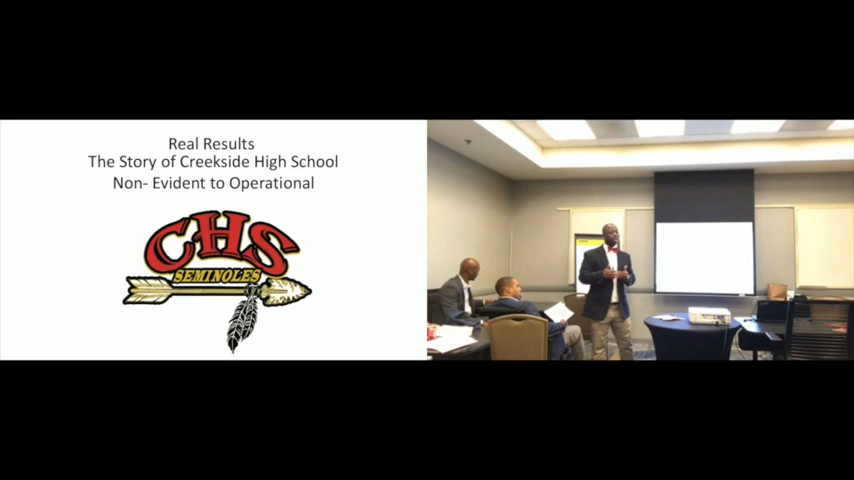 Real Results
The Story of Creekside High School
Non- Evident to Operational
CHS
SEMINOLES